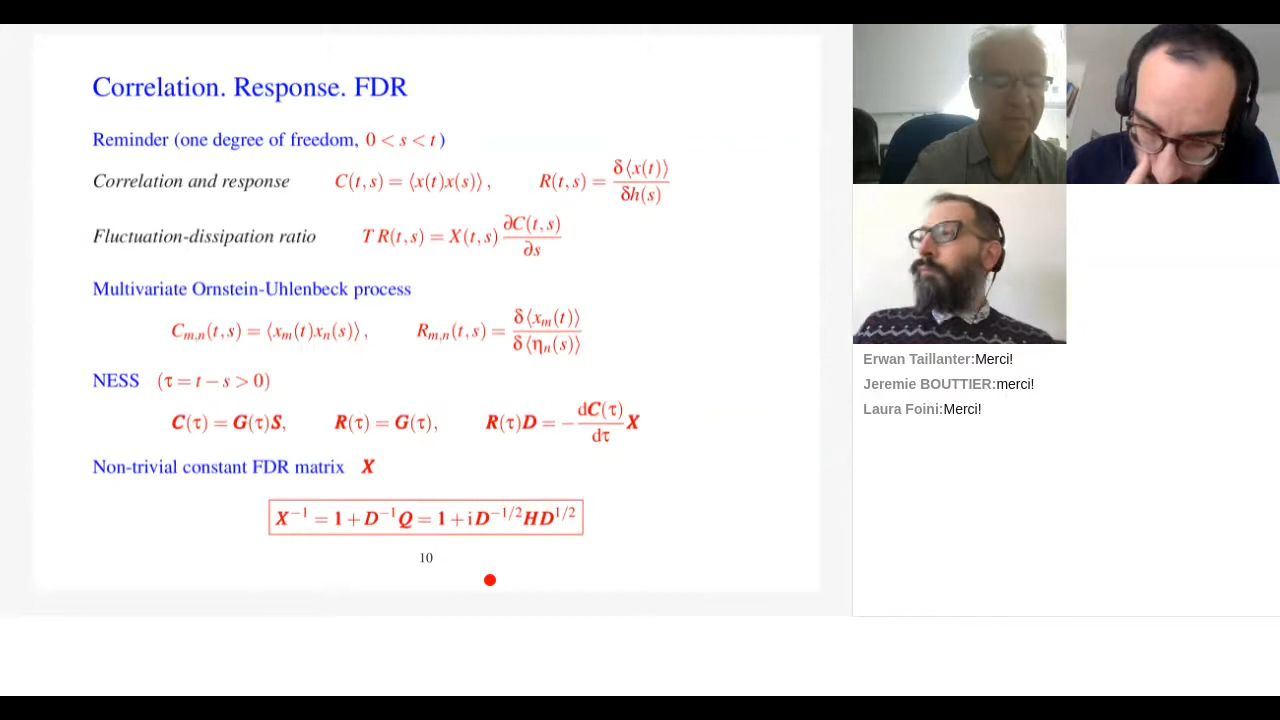 Correlation. Response. FDR
Reminder (one degree of freedom, 0 < s < t)
Correlation and response C(t,s) = ⟨x(t)x(s)⟩, R(t,s) = δ⟨x(t)⟩ / δh(s)
Fluctuation-dissipation ratio T R(t,s) = X(t,s) ∂C(t,s) / ∂s
Multivariate Ornstein-Uhlenbeck process
C_{m,n}(t,s) = ⟨x_m(t)x_n(s)⟩, R_{m,n}(t,s) = δ⟨x_m(t)⟩ / δ⟨η_n(s)⟩
NESS (τ = t − s > 0)
C(τ) = G(τ)S, R(τ) = G(τ), R(τ)D = − dC(τ) / dτ X
Non-trivial constant FDR matrix X
X⁻¹ = 1 + D⁻¹Q = 1 + i D^{−1/2}HD^{1/2}
10
Erwan Taillanter:Merci!
Jeremie BOUTTIER:merci!
Laura Foini:Merci!